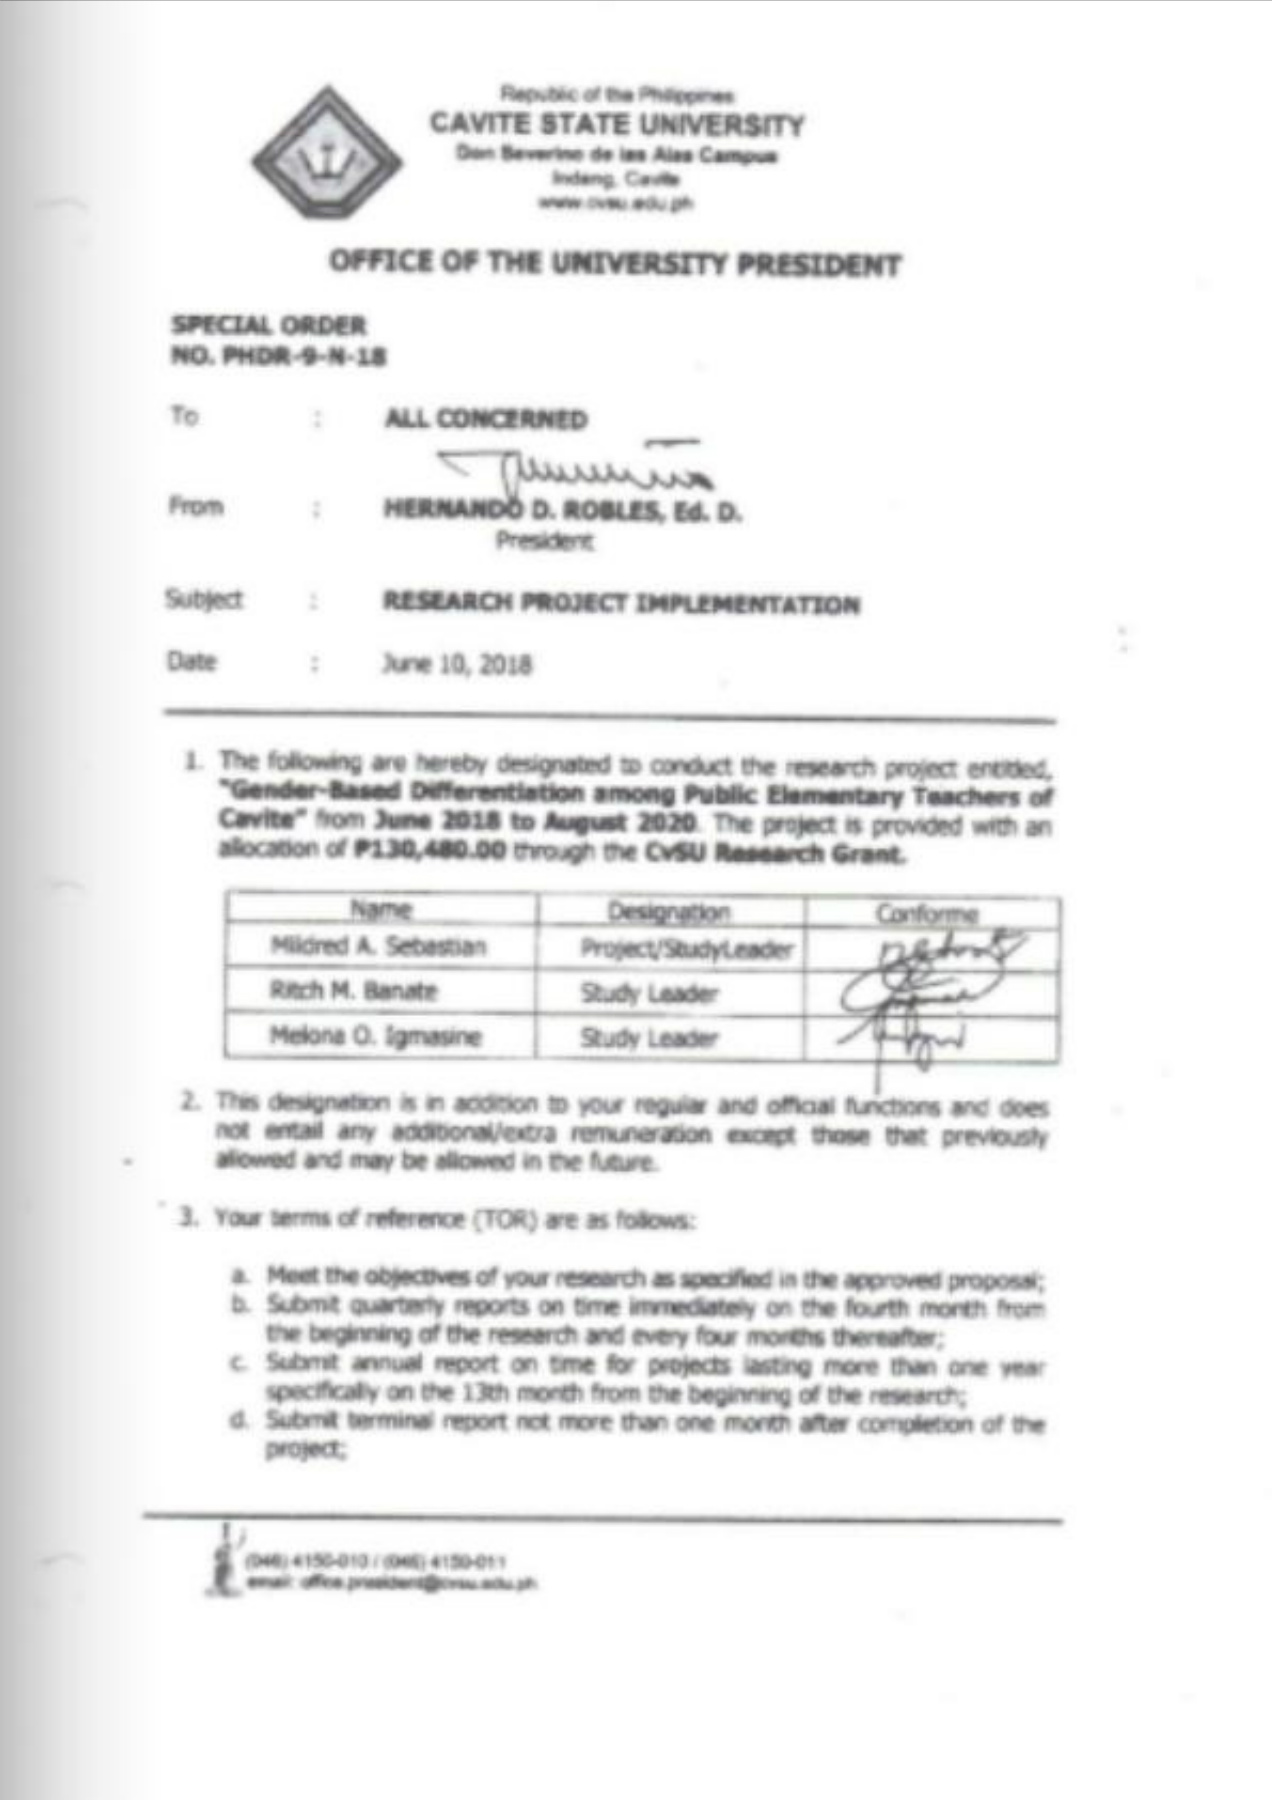 Republic of the Philippines
CAVITE STATE UNIVERSITY
Don Severino de las Alas Campus
Indang, Cavite
www.cvsu.edu.ph
OFFICE OF THE UNIVERSITY PRESIDENT
SPECIAL ORDER
NO. PHDR-9-N-18
To : ALL CONCERNED
From : HERNANDO D. ROBLES, Ed. D.
President
Subject : RESEARCH PROJECT IMPLEMENTATION
Date : June 10, 2018
1. The following are hereby designated to conduct the research project entitled,
"Gender-Based Differentiation among Public Elementary Teachers of
Cavite" from June 2018 to August 2020. The project is provided with an
allocation of ₱130,480.00 through the CvSU Research Grant.
Name Designation Conforme
Mildred A. Sebastian Project/StudyLeader
Ritch M. Banate Study Leader
Melona O. Igmasine Study Leader
2. This designation is in addition to your regular and official functions and does
not entail any additional/extra remuneration except those that previously
allowed and may be allowed in the future.
3. Your terms of reference (TOR) are as follows:
a. Meet the objectives of your research as specified in the approved proposal;
b. Submit quarterly reports on time immediately on the fourth month from
the beginning of the research and every four months thereafter;
c. Submit annual report on time for projects lasting more than one year
specifically on the 13th month from the beginning of the research;
d. Submit terminal report not more than one month after completion of the
project;
(046) 4150-010 / (046) 4150-011
email: office.president@cvsu.edu.ph